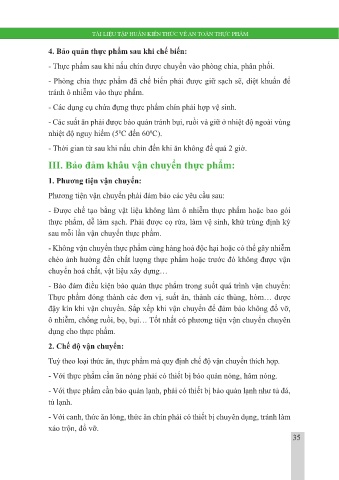 TÀI LIỆU TẬP HUẤN KIẾN THỨC VỀ AN TOÀN THỰC PHẨM
4. Bảo quản thực phẩm sau khi chế biến:
- Thực phẩm sau khi nấu chín được chuyển vào phòng chia, phân phối.
- Phòng chia thực phẩm đã chế biến phải được giữ sạch sẽ, diệt khuẩn để
tránh ô nhiễm vào thực phẩm.
- Các dụng cụ chứa đựng thực phẩm chín phải hợp vệ sinh.
- Các suất ăn phải được bảo quản tránh bụi, ruồi và giữ ở nhiệt độ ngoài vùng
nhiệt độ nguy hiểm (5ºC đến 60ºC).
- Thời gian từ sau khi nấu chín đến khi ăn không để quá 2 giờ.
III. Bảo đảm khâu vận chuyển thực phẩm:
1. Phương tiện vận chuyển:
Phương tiện vận chuyển phải đảm bảo các yêu cầu sau:
- Được chế tạo bằng vật liệu không làm ô nhiễm thực phẩm hoặc bao gói
thực phẩm, dễ làm sạch. Phải được cọ rửa, làm vệ sinh, khử trùng định kỳ
sau mỗi lần vận chuyển thực phẩm.
- Không vận chuyển thực phẩm cùng hàng hoá độc hại hoặc có thể gây nhiễm
chéo ảnh hưởng đến chất lượng thực phẩm hoặc trước đó không được vận
chuyển hoá chất, vật liệu xây dựng…
- Bảo đảm điều kiện bảo quản thực phẩm trong suốt quá trình vận chuyển:
Thực phẩm đóng thành các đơn vị, suất ăn, thành các thùng, hòm… được
đậy kín khi vận chuyển. Sắp xếp khi vận chuyển để đảm bảo không đổ vỡ,
ô nhiễm, chống ruồi, bọ, bụi… Tốt nhất có phương tiện vận chuyển chuyên
dụng cho thực phẩm.
2. Chế độ vận chuyển:
Tuỳ theo loại thức ăn, thực phẩm mà quy định chế độ vận chuyển thích hợp.
- Với thực phẩm cần ăn nóng phải có thiết bị bảo quản nóng, hâm nóng.
- Với thực phẩm cần bảo quản lạnh, phải có thiết bị bảo quản lạnh như tủ đá,
tủ lạnh.
- Với canh, thức ăn lỏng, thức ăn chín phải có thiết bị chuyên dụng, tránh làm
xáo trộn, đổ vỡ.
35